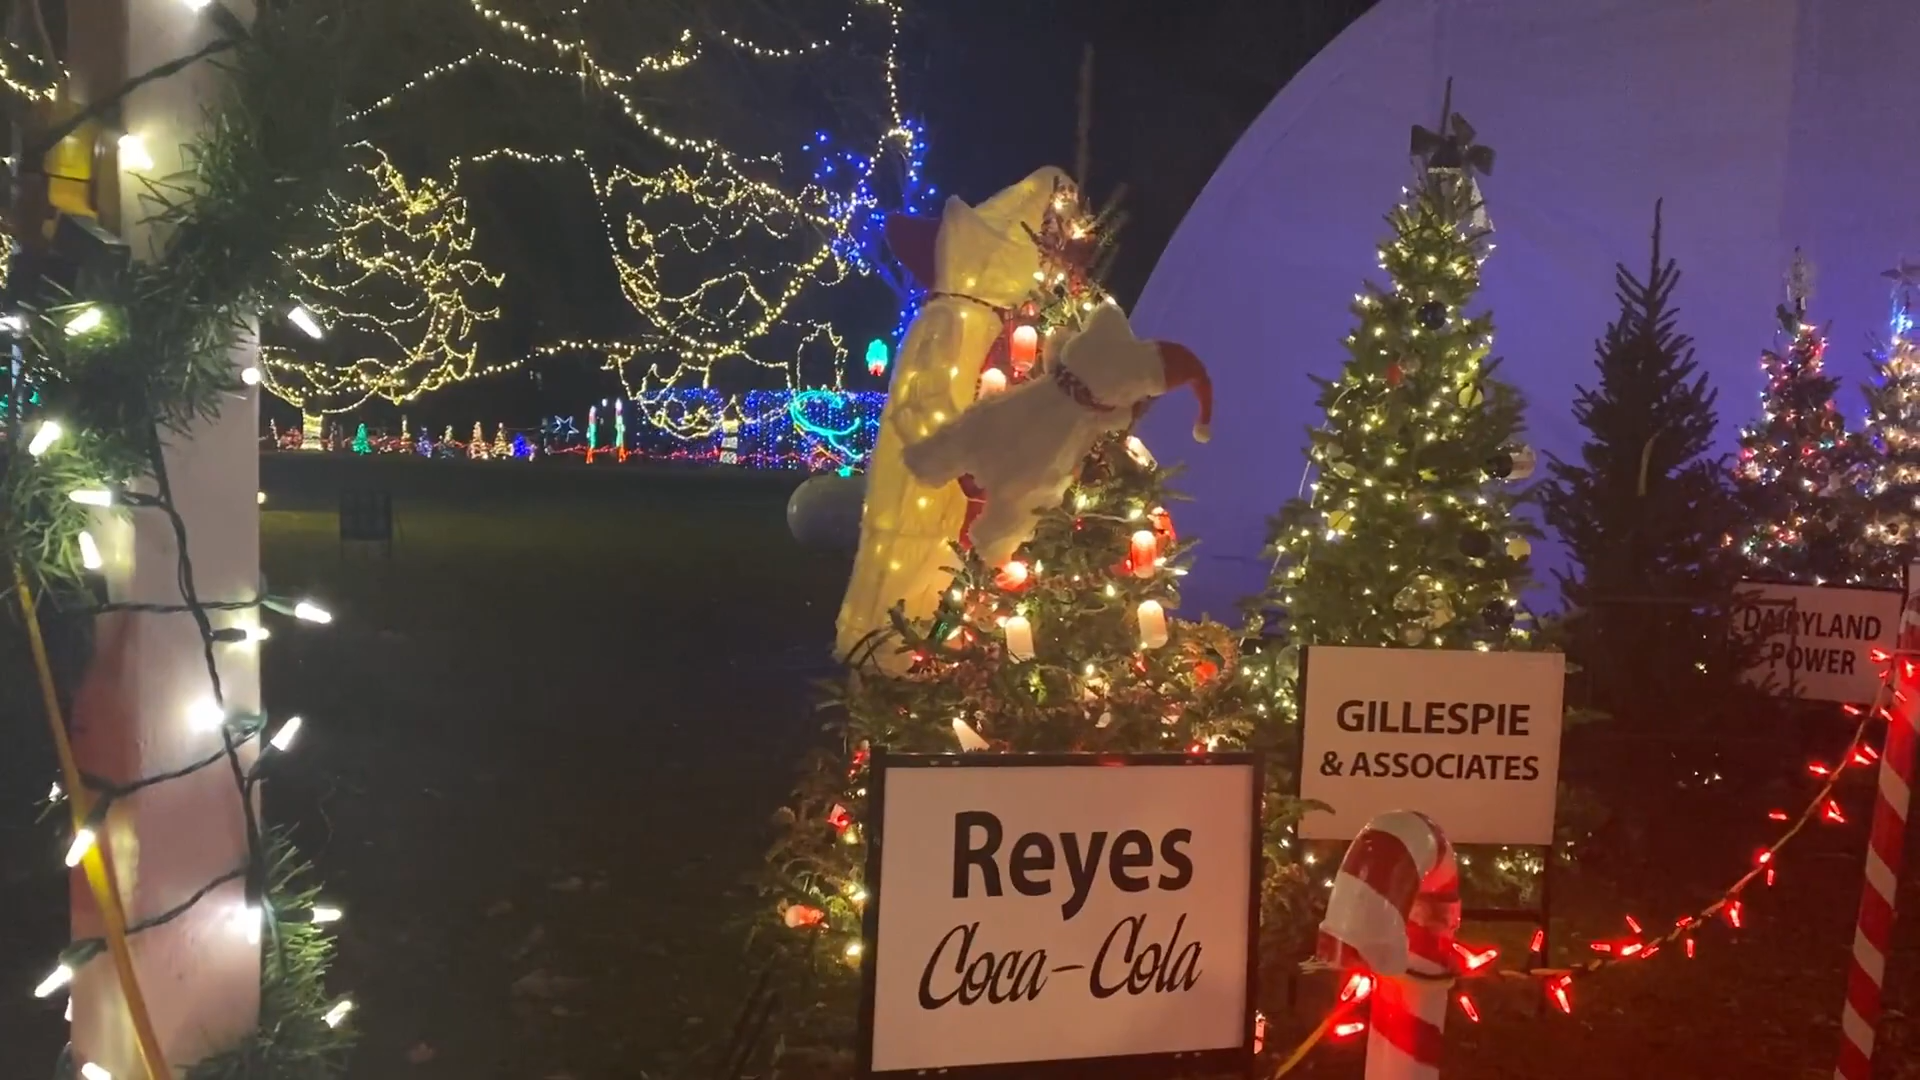 Reyes
Coca-Cola
GILLESPIE
& ASSOCIATES
DAIRYLAND
POWER